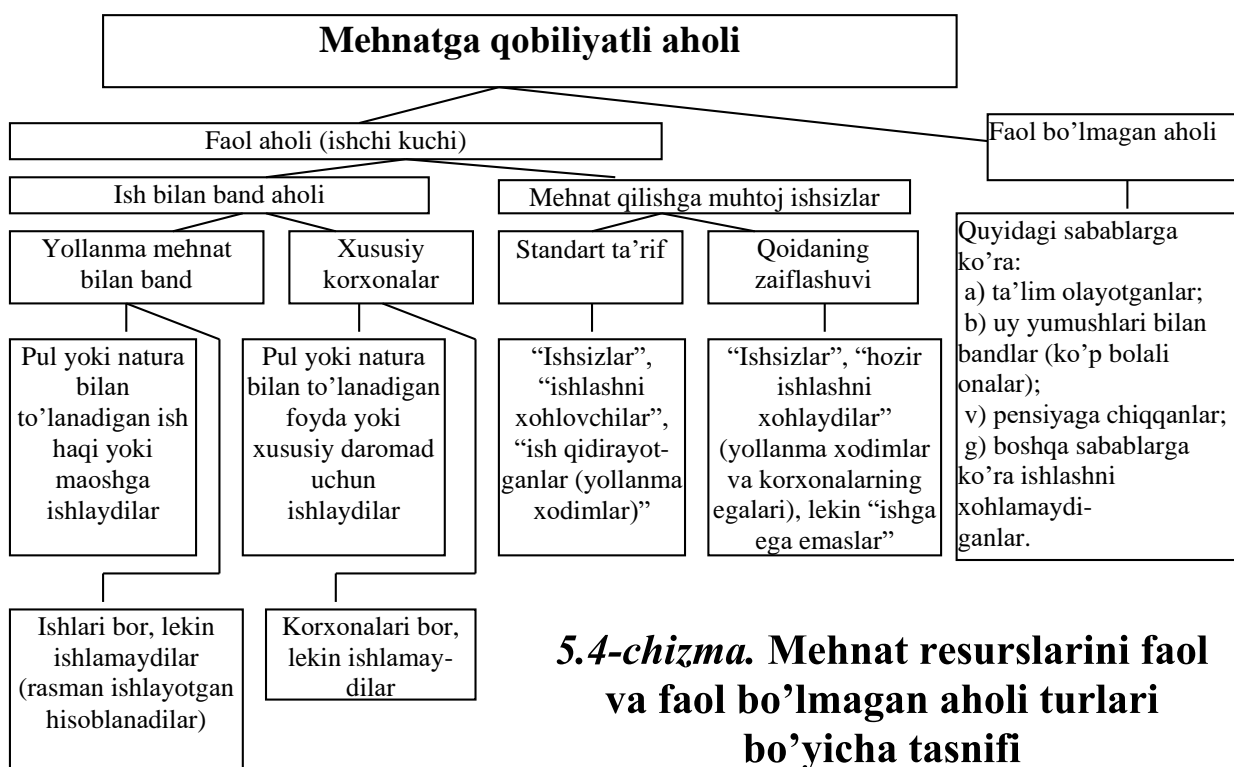 Mehnatga qobiliyatli aholi
Faol aholi (ishchi kuchi)
Faol bo’lmagan aholi
Ish bilan band aholi
Mehnat qilishga muhtoj ishsizlar
Yollanma mehnat
bilan band
Xususiy
korxonalar
Standart ta’rif
Qoidaning
zaiflashuvi
Quyidagi sabablarga
ko’ra:
a) ta’lim olayotganlar;
b) uy yumushlari bilan
bandlar (ko’p bolali
onalar);
v) pensiyaga chiqqanlar;
g) boshqa sabablarga
ko’ra ishlashni
xohlamaydi-
ganlar.
Pul yoki natura
bilan
to’lanadigan ish
haqi yoki
maoshga
ishlaydilar
Pul yoki natura
bilan to’lanadigan
foyda yoki
xususiy daromad
uchun
ishlaydilar
“Ishsizlar”,
“ishlashni
xohlovchilar”,
“ish qidirayot-
ganlar (yollanma
xodimlar)”
“Ishsizlar”, “hozir
ishlashni
xohlaydilar”
(yollanma xodimlar
va korxonalarning
egalari), lekin “ishga
ega emaslar”
Ishlari bor, lekin
ishlamaydilar
(rasman ishlayotgan
hisoblanadilar)
Korxonalari bor,
lekin ishlamay-
dilar
5.4-chizma. Mehnat resurslarini faol
va faol bo’lmagan aholi turlari
bo’yicha tasnifi